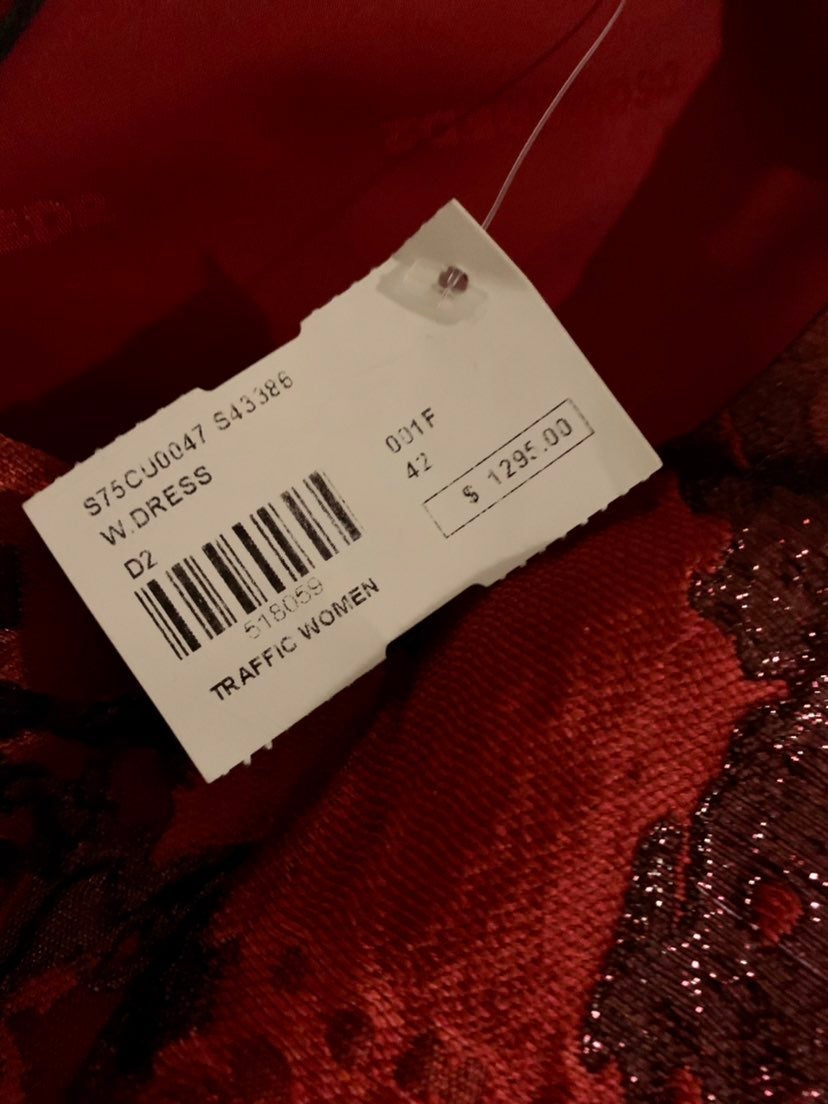 S75CU0047 S43386
W.DRESS
D2
001F
42
$ 1295.00
518059
TRAFFIC WOMEN